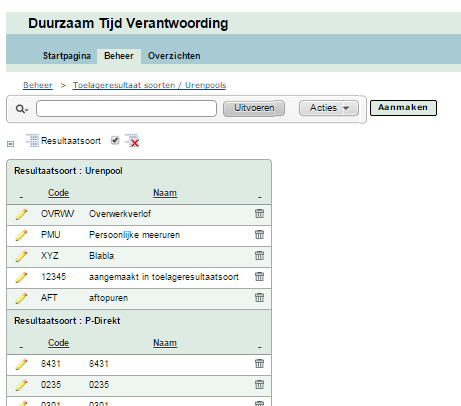 Duurzaam Tijd Verantwoording
Startpagina Beheer Overzichten
Beheer > Toelageresultaat soorten / Urenpools
Uitvoeren Acties Aanmaken
Resultaatsoort
Resultaatsoort : Urenpool
Code Naam
OVRWV Overwerkverlof
PMU Persoonlijke meeruren
XYZ Blabla
12345 aangemaakt in toelageresultaatsoort
AFT aftopuren
Resultaatsoort : P-Direkt
Code Naam
8431 8431
0235 0235
0301 0301